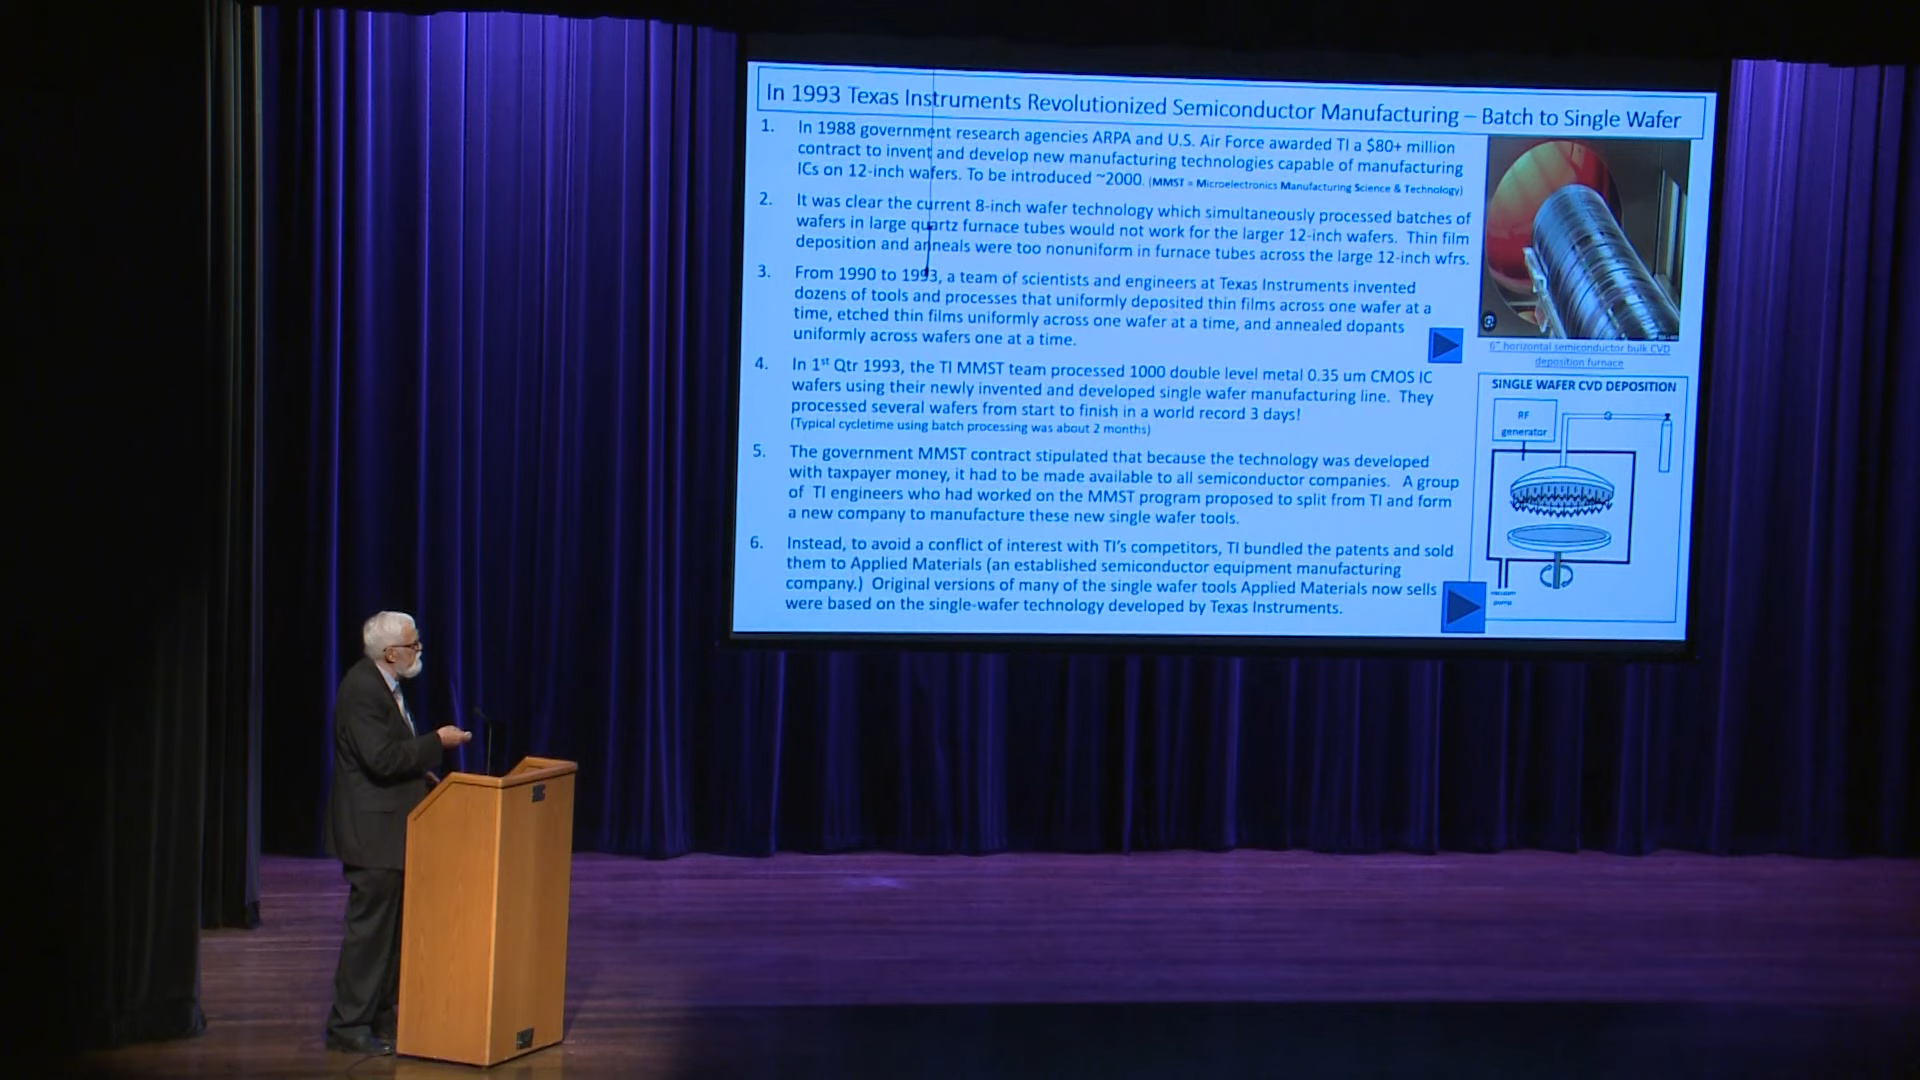 In 1993 Texas Instruments Revolutionized Semiconductor Manufacturing – Batch to Single Wafer
1. In 1988 government research agencies ARPA and U.S. Air Force awarded TI a $80+ million
contract to invent and develop new manufacturing technologies capable of manufacturing
ICs on 12-inch wafers. To be introduced ~2000. (MMST = Microelectronics Manufacturing Science & Technology)
2. It was clear the current 8-inch wafer technology which simultaneously processed batches of
wafers in large quartz furnace tubes would not work for the larger 12-inch wafers. Thin film
deposition and anneals were too nonuniform in furnace tubes across the large 12-inch wfrs.
3. From 1990 to 1993, a team of scientists and engineers at Texas Instruments invented
dozens of tools and processes that uniformly deposited thin films across one wafer at a
time, etched thin films uniformly across one wafer at a time, and annealed dopants
uniformly across wafers one at a time.
4. In 1st Qtr 1993, the TI MMST team processed 1000 double level metal 0.35 um CMOS IC
wafers using their newly invented and developed single wafer manufacturing line. They
processed several wafers from start to finish in a world record 3 days!
(Typical cycletime using batch processing was about 2 months)
5. The government MMST contract stipulated that because the technology was developed
with taxpayer money, it had to be made available to all semiconductor companies. A group
of TI engineers who had worked on the MMST program proposed to split from TI and form
a new company to manufacture these new single wafer tools.
6. Instead, to avoid a conflict of interest with TI's competitors, TI bundled the patents and sold
them to Applied Materials (an established semiconductor equipment manufacturing
company.) Original versions of many of the single wafer tools Applied Materials now sells
were based on the single-wafer technology developed by Texas Instruments.
6" horizontal semiconductor bulk CVD
deposition furnace
SINGLE WAFER CVD DEPOSITION
RF
generator
vacuum
pump